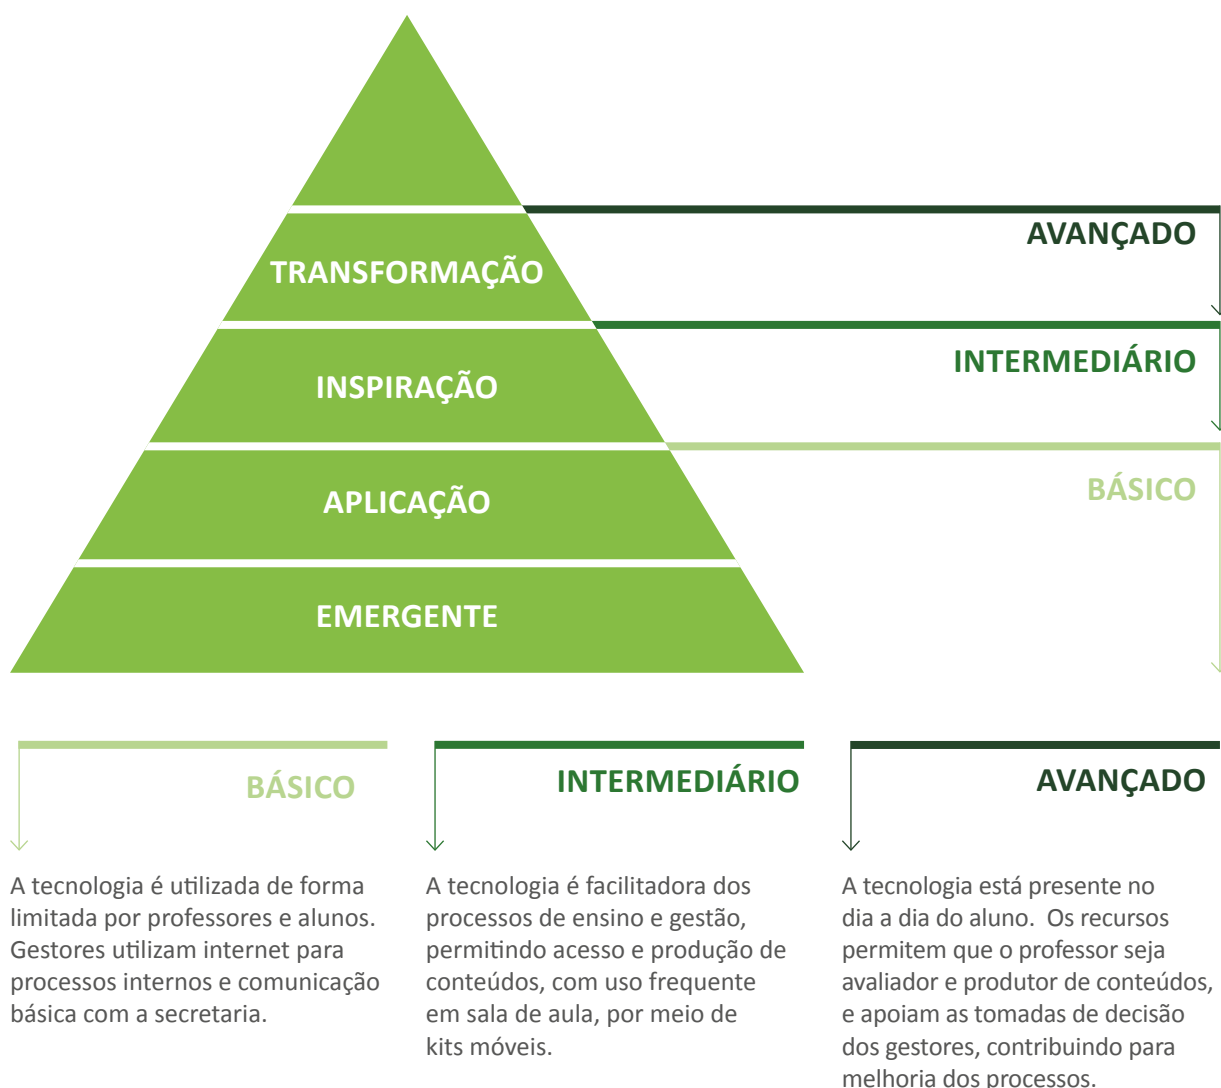 AVANÇADO
TRANSFORMAÇÃO
INTERMEDIÁRIO
INSPIRAÇÃO
BÁSICO
APLICAÇÃO
EMERGENTE
BÁSICO
A tecnologia é utilizada de forma
limitada por professores e alunos.
Gestores utilizam internet para
processos internos e comunicação
básica com a secretaria.
INTERMEDIÁRIO
A tecnologia é facilitadora dos
processos de ensino e gestão,
permitindo acesso e produção de
conteúdos, com uso frequente
em sala de aula, por meio de
kits móveis.
AVANÇADO
A tecnologia está presente no
dia a dia do aluno.  Os recursos
permitem que o professor seja
avaliador e produtor de conteúdos,
e apoiam as tomadas de decisão
dos gestores, contribuindo para
melhoria dos processos.